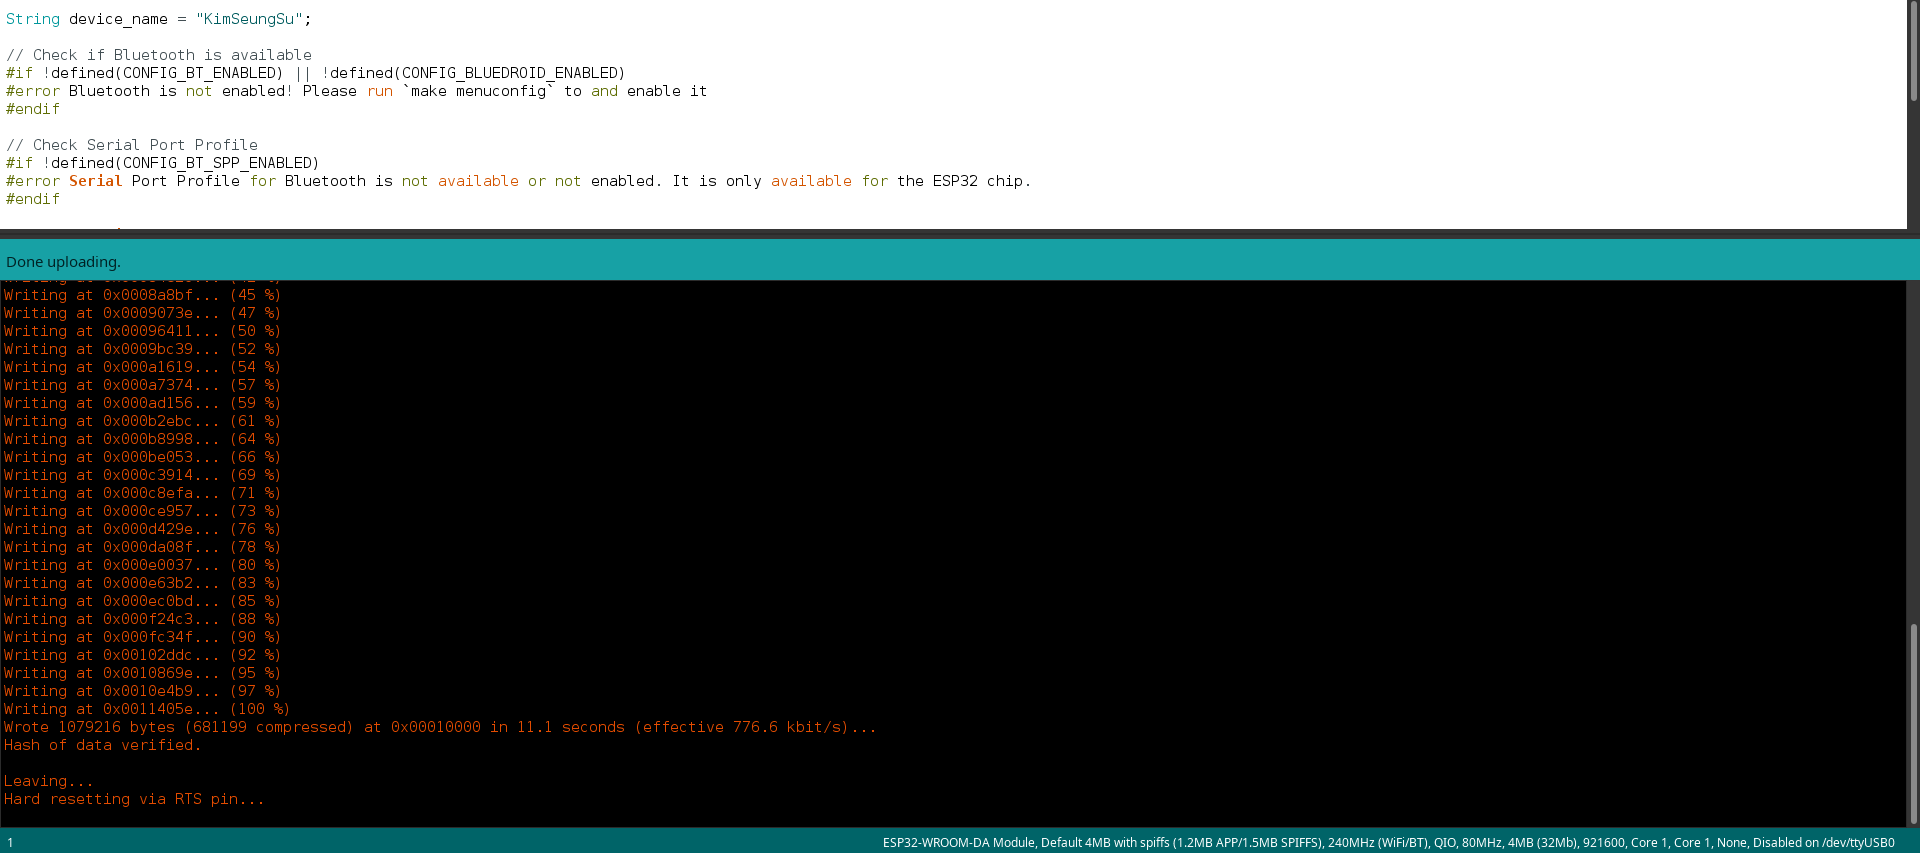 String device_name = "KimSeungSu";
// Check if Bluetooth is available
#if !defined(CONFIG_BT_ENABLED) || !defined(CONFIG_BLUEDROID_ENABLED)
#error Bluetooth is not enabled! Please run `make menuconfig` to and enable it
#endif
// Check Serial Port Profile
#if !defined(CONFIG_BT_SPP_ENABLED)
#error Serial Port Profile for Bluetooth is not available or not enabled. It is only available for the ESP32 chip.
#endif
Done uploading.
Writing at 0x0008a8bf... (45 %)
Writing at 0x0009073e... (47 %)
Writing at 0x00096411... (50 %)
Writing at 0x0009bc39... (52 %)
Writing at 0x000a1619... (54 %)
Writing at 0x000a7374... (57 %)
Writing at 0x000ad156... (59 %)
Writing at 0x000b2ebc... (61 %)
Writing at 0x000b8998... (64 %)
Writing at 0x000be053... (66 %)
Writing at 0x000c3914... (69 %)
Writing at 0x000c8efa... (71 %)
Writing at 0x000ce957... (73 %)
Writing at 0x000d429e... (76 %)
Writing at 0x000da08f... (78 %)
Writing at 0x000e0037... (80 %)
Writing at 0x000e63b2... (83 %)
Writing at 0x000ec0bd... (85 %)
Writing at 0x000f24c3... (88 %)
Writing at 0x000fc34f... (90 %)
Writing at 0x00102ddc... (92 %)
Writing at 0x0010869e... (95 %)
Writing at 0x0010e4b9... (97 %)
Writing at 0x0011405e... (100 %)
Wrote 1079216 bytes (681199 compressed) at 0x00010000 in 11.1 seconds (effective 776.6 kbit/s)...
Hash of data verified.
Leaving...
Hard resetting via RTS pin...
1
ESP32-WROOM-DA Module, Default 4MB with spiffs (1.2MB APP/1.5MB SPIFFS), 240MHz (WiFi/BT), QIO, 80MHz, 4MB (32Mb), 921600, Core 1, Core 1, None, Disabled on /dev/ttyUSB0